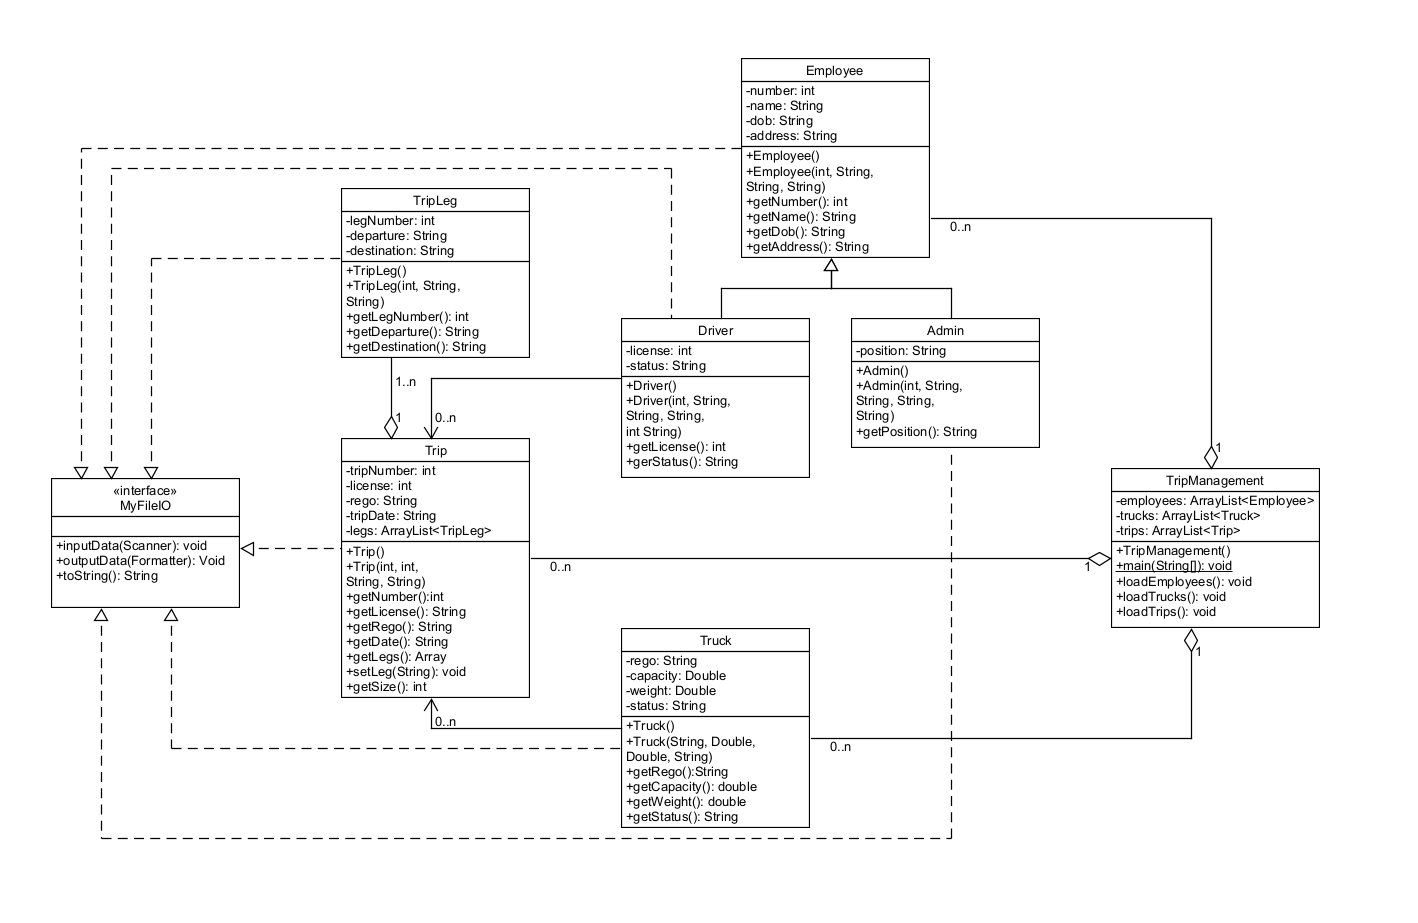 Employee
-number: int
-name: String
-dob: String
-address: String
+Employee()
+Employee(int, String,
String, String)
+getNumber(): int
+getName(): String
+getDob(): String
+getAddress(): String
0..n
TripLeg
-legNumber: int
-departure: String
-destination: String
+TripLeg()
+TripLeg(int, String,
String)
+getLegNumber(): int
+getDeparture(): String
+getDestination(): String
1..n
1
0..n
Driver
-license: int
-status: String
+Driver()
+Driver(int, String,
String, String,
int String)
+getLicense(): int
+gerStatus(): String
Admin
-position: String
+Admin()
+Admin(int, String,
String, String,
String)
+getPosition(): String
«interface»
MyFileIO
+inputData(Scanner): void
+outputData(Formatter): Void
+toString(): String
Trip
-tripNumber: int
-license: int
-rego: String
-tripDate: String
-legs: ArrayList<TripLeg>
+Trip()
+Trip(int, int,
String, String)
+getNumber():int
+getLicense(): String
+getRego(): String
+getDate(): String
+getLegs(): Array
+setLeg(String): void
+getSize(): int
0..n
0..n
1
1
TripManagement
-employees: ArrayList<Employee>
-trucks: ArrayList<Truck>
-trips: ArrayList<Trip>
+TripManagement()
+main(String[]): void
+loadEmployees(): void
+loadTrucks(): void
+loadTrips(): void
1
Truck
-rego: String
-capacity: Double
-weight: Double
-status: String
+Truck()
+Truck(String, Double,
Double, String)
+getRego():String
+getCapacity(): double
+getWeight(): double
+getStatus(): String
0..n